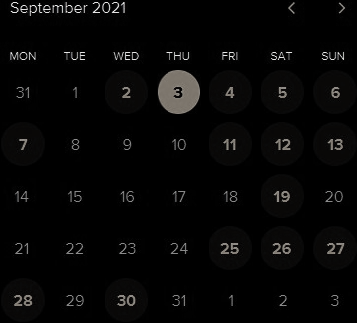 September 2021
MON TUE WED THU FRI SAT SUN
31 1 2 3 4 5 6
7 8 9 10 11 12 13
14 15 16 17 18 19 20
21 22 23 24 25 26 27
28 29 30 31 1 2 3